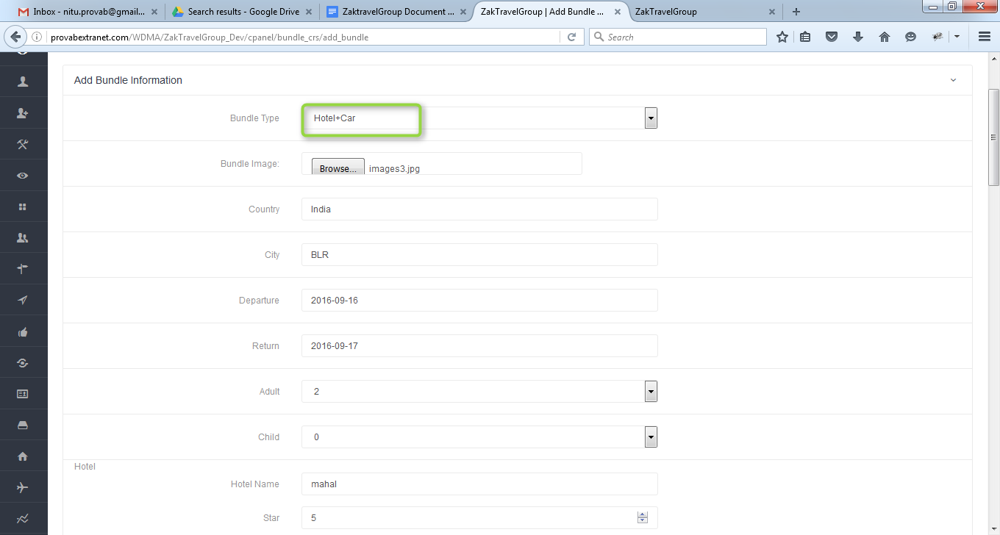 Inbox - nitu.provab@gmail...
Search results - Google Drive
ZaktravelGroup Document ...
ZakTravelGroup | Add Bundle ...
ZakTravelGroup
provabextranet.com/WDMA/ZakTravelGroup_Dev/cpanel/bundle_crs/add_bundle
Search
Add Bundle Information
Bundle Type Hotel+Car
Bundle Image: Browse... images3.jpg
Country India
City BLR
Departure 2016-09-16
Return 2016-09-17
Adult 2
Child 0
Hotel
Hotel Name mahal
Star 5